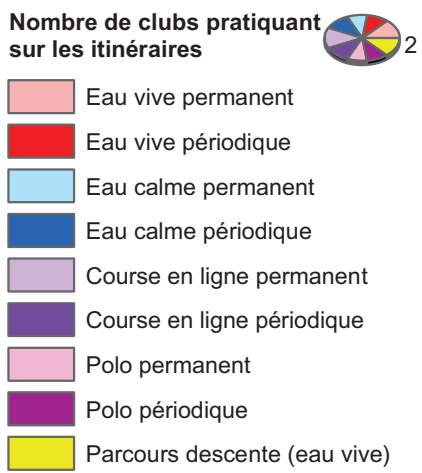 Nombre de clubs pratiquant
sur les itinéraires
2
Eau vive permanent
Eau vive périodique
Eau calme permanent
Eau calme périodique
Course en ligne permanent
Course en ligne périodique
Polo permanent
Polo périodique
Parcours descente (eau vive)